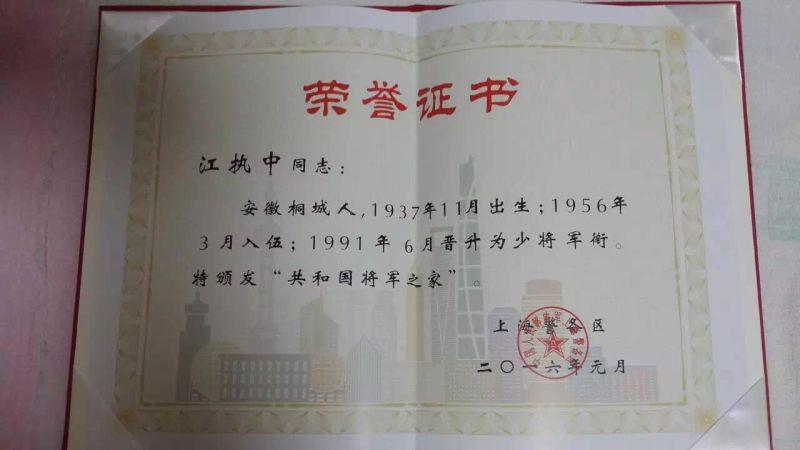 荣誉证书
江执中同志：
安徽桐城人,1937年11月出生；1956年
3月入伍；1991年 6月晋升为少将军衔。
特颁发“共和国将军之家”。
上海警备区
二〇一六年元月